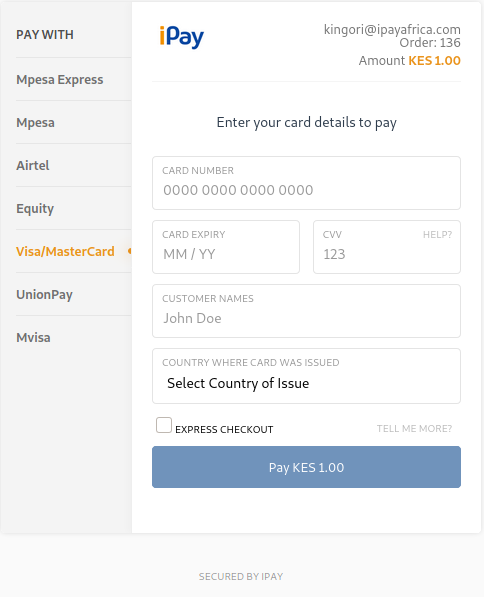 PAY WITH
Mpesa Express
Mpesa
Airtel
Equity
Visa/MasterCard
UnionPay
Mvisa
iPay
kingori@ipayafrica.com
Order: 136
Amount KES 1.00
Enter your card details to pay
CARD NUMBER
0000 0000 0000 0000
CARD EXPIRY
MM / YY
CVV HELP?
123
CUSTOMER NAMES
John Doe
COUNTRY WHERE CARD WAS ISSUED
Select Country of Issue
EXPRESS CHECKOUT TELL ME MORE?
Pay KES 1.00
SECURED BY IPAY